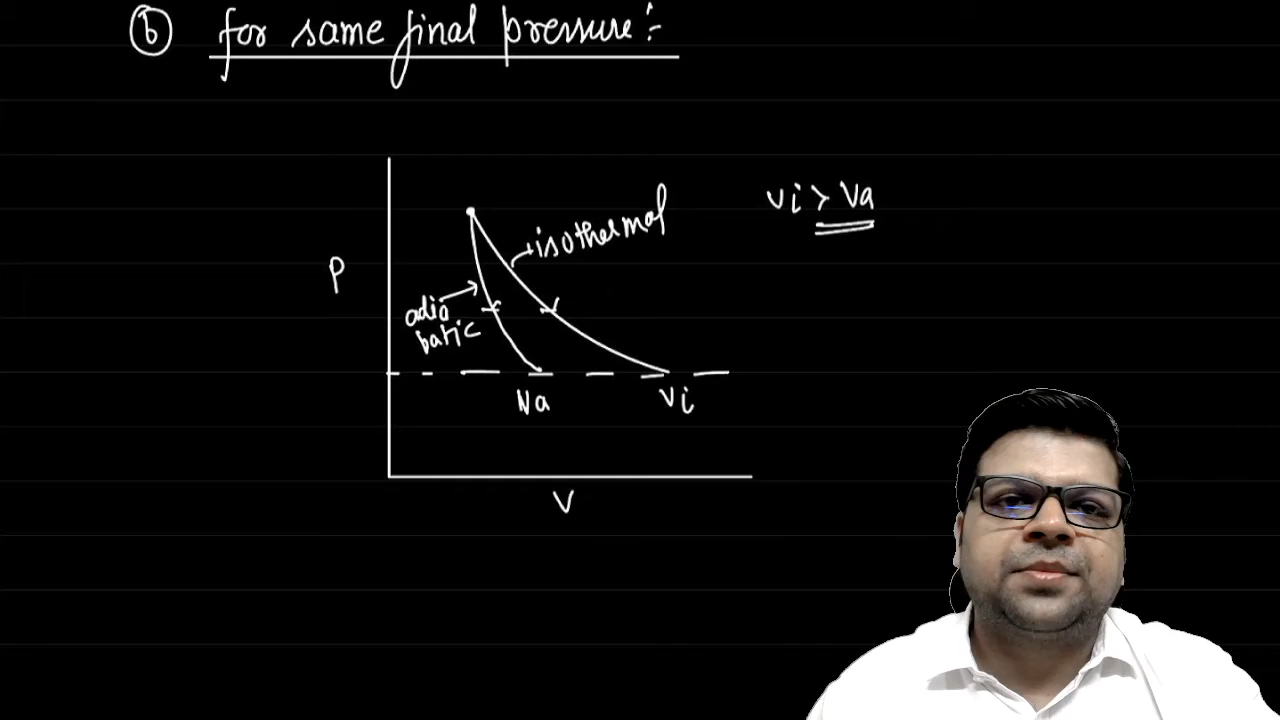 (b) for same final pressure :-
Vi > Va
isothermal
P
adia
batic
Va
Vi
V